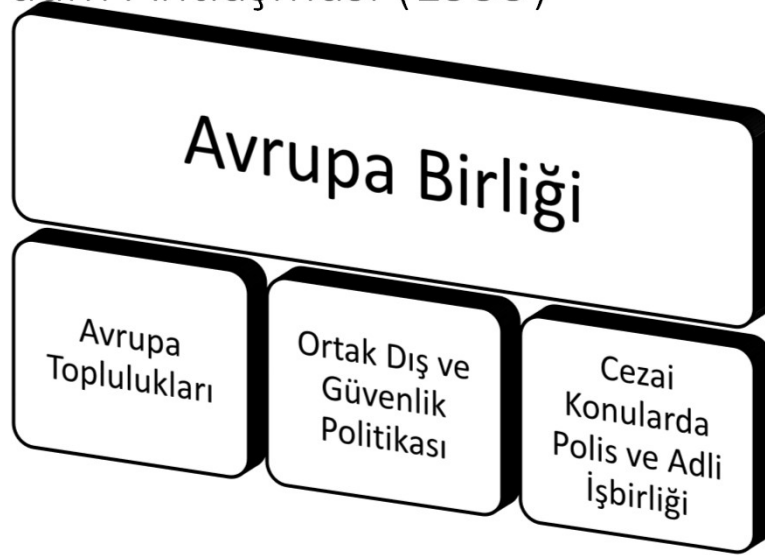 Avrupa Birliği
Avrupa
Toplulukları
Ortak Dış ve
Güvenlik
Politikası
Cezai
Konularda
Polis ve Adli
İşbirliği